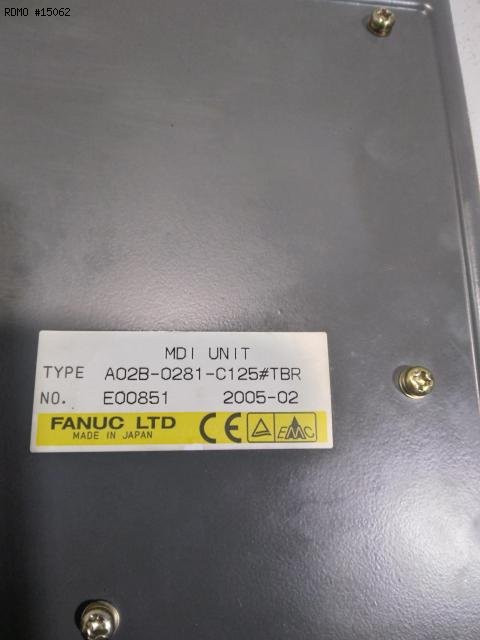 RDMO #15062
MDI UNIT
TYPE A02B-0281-C125#TBR
NO. E00851 2005-02
FANUC LTD
MADE IN JAPAN
CE
EMC